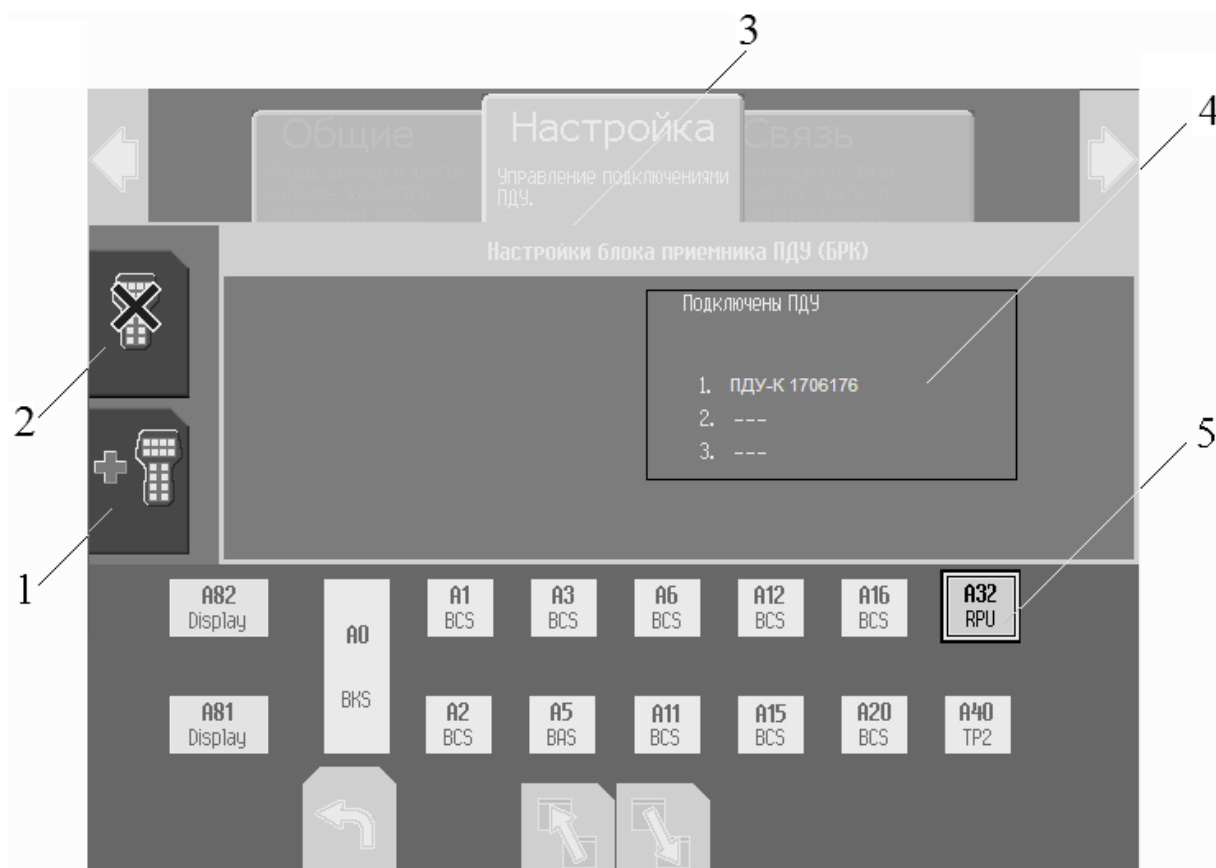 3
4
Общие
Настройка
Связь
Управление подключениями
ПДУ.
Настройки блока приемника ПДУ (БРК)
Подключены ПДУ
1. ПДУ-К 1706176
2. ---
3. ---
2
1
5
A82
Display
A0
BKS
A1
BCS
A3
BCS
A6
BCS
A12
BCS
A16
BCS
A32
RPU
A81
Display
A2
BCS
A5
BAS
A11
BCS
A15
BCS
A20
BCS
A40
TP2